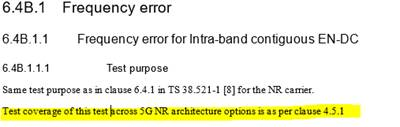 6.4B.1 Frequency error
6.4B.1.1 Frequency error for Intra-band contiguous EN-DC
6.4B.1.1.1 Test purpose
Same test purpose as in clause 6.4.1 in TS 38.521-1 [8] for the NR carrier.
Test coverage of this test across 5G NR architecture options is as per clause 4.5.1